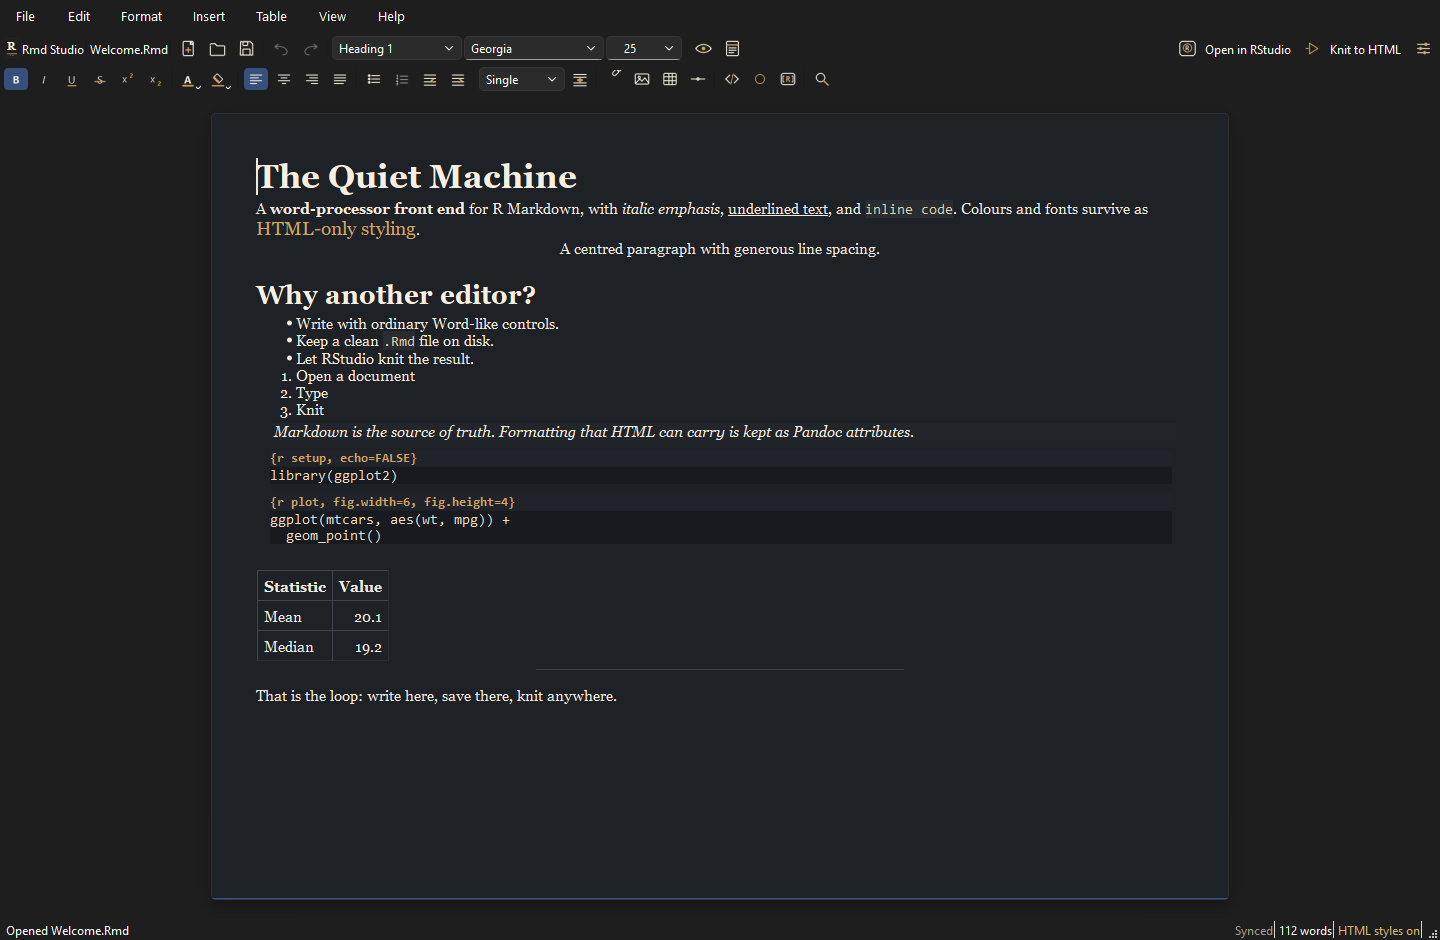 File Edit Format Insert Table View Help
R Rmd Studio Welcome.Rmd Heading 1 Georgia 25 Open in RStudio Knit to HTML
B I U S x² x₂ A Single
The Quiet Machine
A word-processor front end for R Markdown, with italic emphasis, underlined text, and inline code. Colours and fonts survive as
HTML-only styling.
A centred paragraph with generous line spacing.
Why another editor?
• Write with ordinary Word-like controls.
• Keep a clean .Rmd file on disk.
• Let RStudio knit the result.
1. Open a document
2. Type
3. Knit
Markdown is the source of truth. Formatting that HTML can carry is kept as Pandoc attributes.
{r setup, echo=FALSE}
library(ggplot2)
{r plot, fig.width=6, fig.height=4}
ggplot(mtcars, aes(wt, mpg)) +
  geom_point()
Statistic Value
Mean 20.1
Median 19.2
That is the loop: write here, save there, knit anywhere.
Opened Welcome.Rmd Synced 112 words HTML styles on